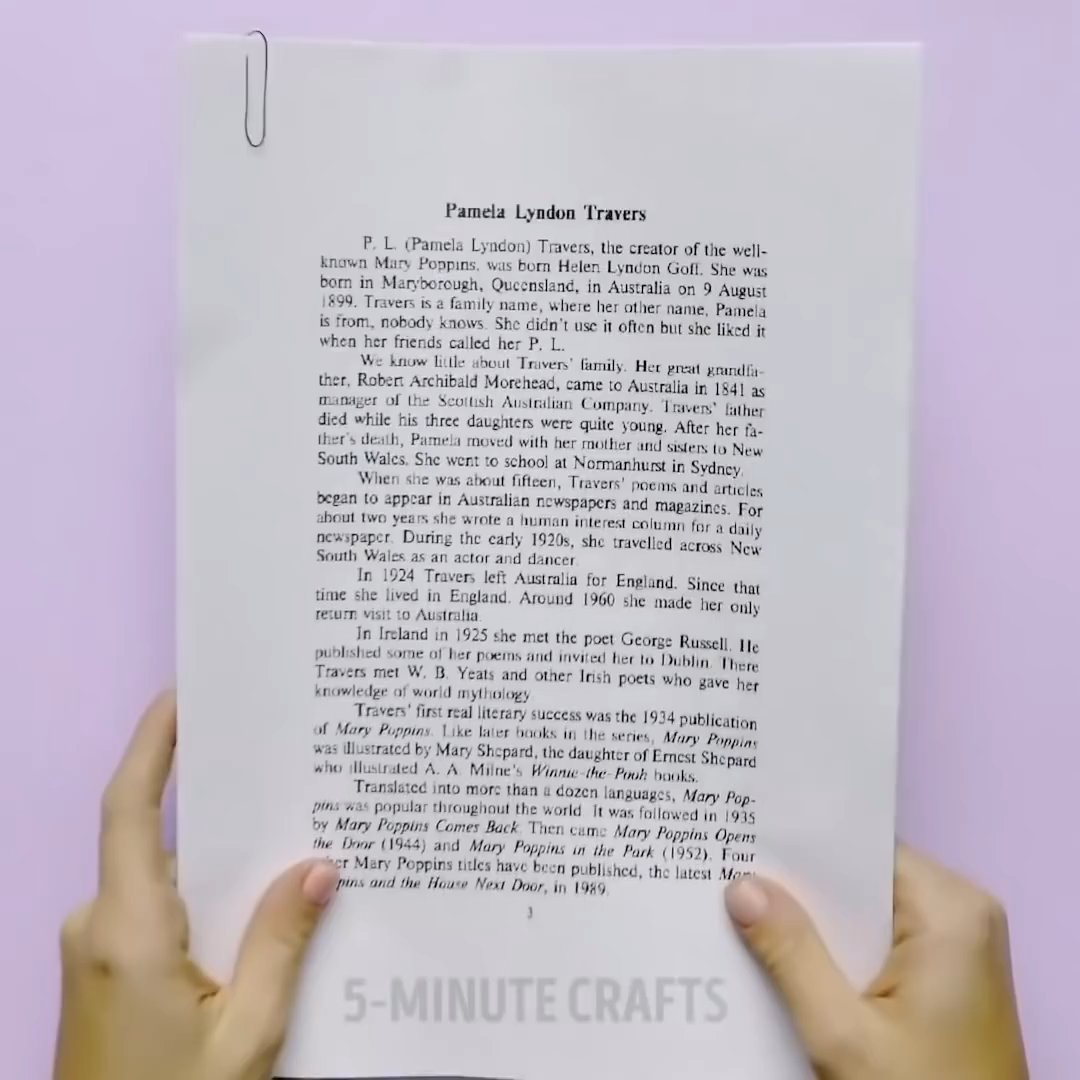 Pamela Lyndon Travers
P. L. (Pamela Lyndon) Travers, the creator of the well-
known Mary Poppins, was born Helen Lyndon Goff. She was
born in Maryborough, Queensland, in Australia on 9 August
1899. Travers is a family name, where her other name, Pamela
is from, nobody knows. She didn't use it often but she liked it
when her friends called her P. L.
We know little about Travers' family. Her great grandfa-
ther, Robert Archibald Morehead, came to Australia in 1841 as
manager of the Scottish Australian Company. Travers' father
died while his three daughters were quite young. After her fa-
ther's death, Pamela moved with her mother and sisters to New
South Wales. She went to school at Normanhurst in Sydney.
When she was about fifteen, Travers' poems and articles
began to appear in Australian newspapers and magazines. For
about two years she wrote a human interest column for a daily
newspaper. During the early 1920s, she travelled across New
South Wales as an actor and dancer.
In 1924 Travers left Australia for England. Since that
time she lived in England. Around 1960 she made her only
return visit to Australia.
In Ireland in 1925 she met the poet George Russell. He
published some of her poems and invited her to Dublin. There
Travers met W. B. Yeats and other Irish poets who gave her
knowledge of world mythology
Travers' first real literary success was the 1934 publication
of Mary Poppins. Like later books in the series, Mary Poppins
was illustrated by Mary Shepard, the daughter of Ernest Shepard
who illustrated A. A. Milne's Winnie-the-Pooh books.
Translated into more than a dozen languages, Mary Pop-
pins was popular throughout the world. It was followed in 1935
by Mary Poppins Comes Back. Then came Mary Poppins Opens
the Door (1944) and Mary Poppins in the Park (1952). Four
Mary Poppins titles have been published, the latest
and the House Next Door, in 1989.
3
5-MINUTE CRAFTS